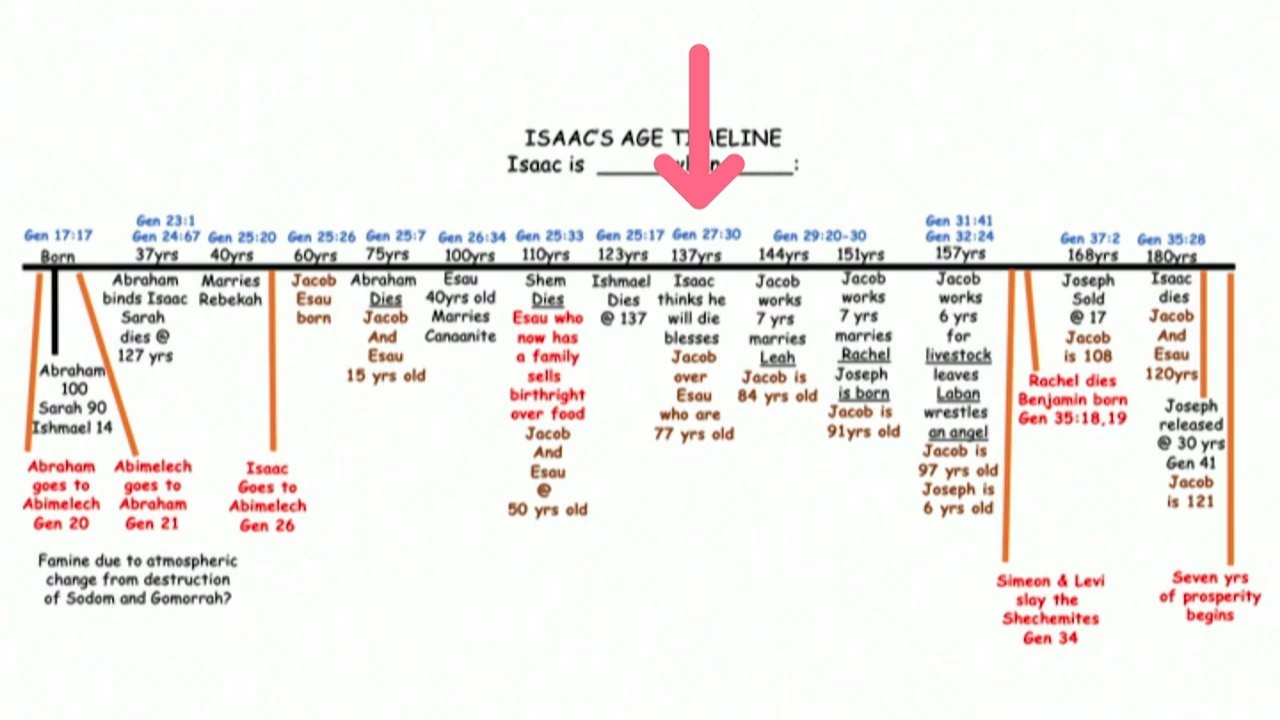 ISAAC'S AGE TIMELINE
Isaac is ________ when ________:
Gen 17:17
Born
Abraham
100
Sarah 90
Ishmael 14
Abraham
goes to
Abimelech
Gen 20
Abimelech
goes to
Abraham
Gen 21
Famine due to atmospheric
change from destruction
of Sodom and Gomorrah?
Gen 23:1
Gen 24:67
37yrs
Abraham
binds Isaac
Sarah
dies @
127 yrs
Gen 25:20
40yrs
Marries
Rebekah
Isaac
Goes to
Abimelech
Gen 26
Gen 25:26
60yrs
Jacob
Esau
born
Gen 25:7
75yrs
Abraham
Dies
Jacob
And
Esau
15 yrs old
Gen 26:34
100yrs
Esau
40yrs old
Marries
Canaanite
Gen 25:33
110yrs
Shem
Dies
Esau who
now has
a family
sells
birthright
over food
Jacob
And
Esau
@
50 yrs old
Gen 25:17
123yrs
Ishmael
Dies
@ 137
Gen 27:30
137yrs
Isaac
thinks he
will die
blesses
Jacob
over
Esau
who are
77 yrs old
Gen 29:20-30
144yrs
Jacob
works
7 yrs
marries
Leah
Jacob is
84 yrs old
151yrs
Jacob
works
7 yrs
marries
Rachel
Joseph
is born
Jacob is
91yrs old
Gen 31:41
Gen 32:24
157yrs
Jacob
works
6 yrs
for
livestock
leaves
Laban
wrestles
an angel
Jacob is
97 yrs old
Joseph is
6 yrs old
Simeon & Levi
slay the
Shechemites
Gen 34
Rachel dies
Benjamin born
Gen 35:18,19
Gen 37:2
168yrs
Joseph
Sold
@ 17
Jacob
is 108
Gen 35:28
180yrs
Isaac
dies
Jacob
And
Esau
120yrs
Joseph
released
@ 30 yrs
Gen 41
Jacob
is 121
Seven yrs
of prosperity
begins